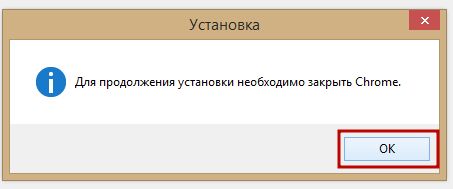 Установка
Для продолжения установки необходимо закрыть Chrome.
OK